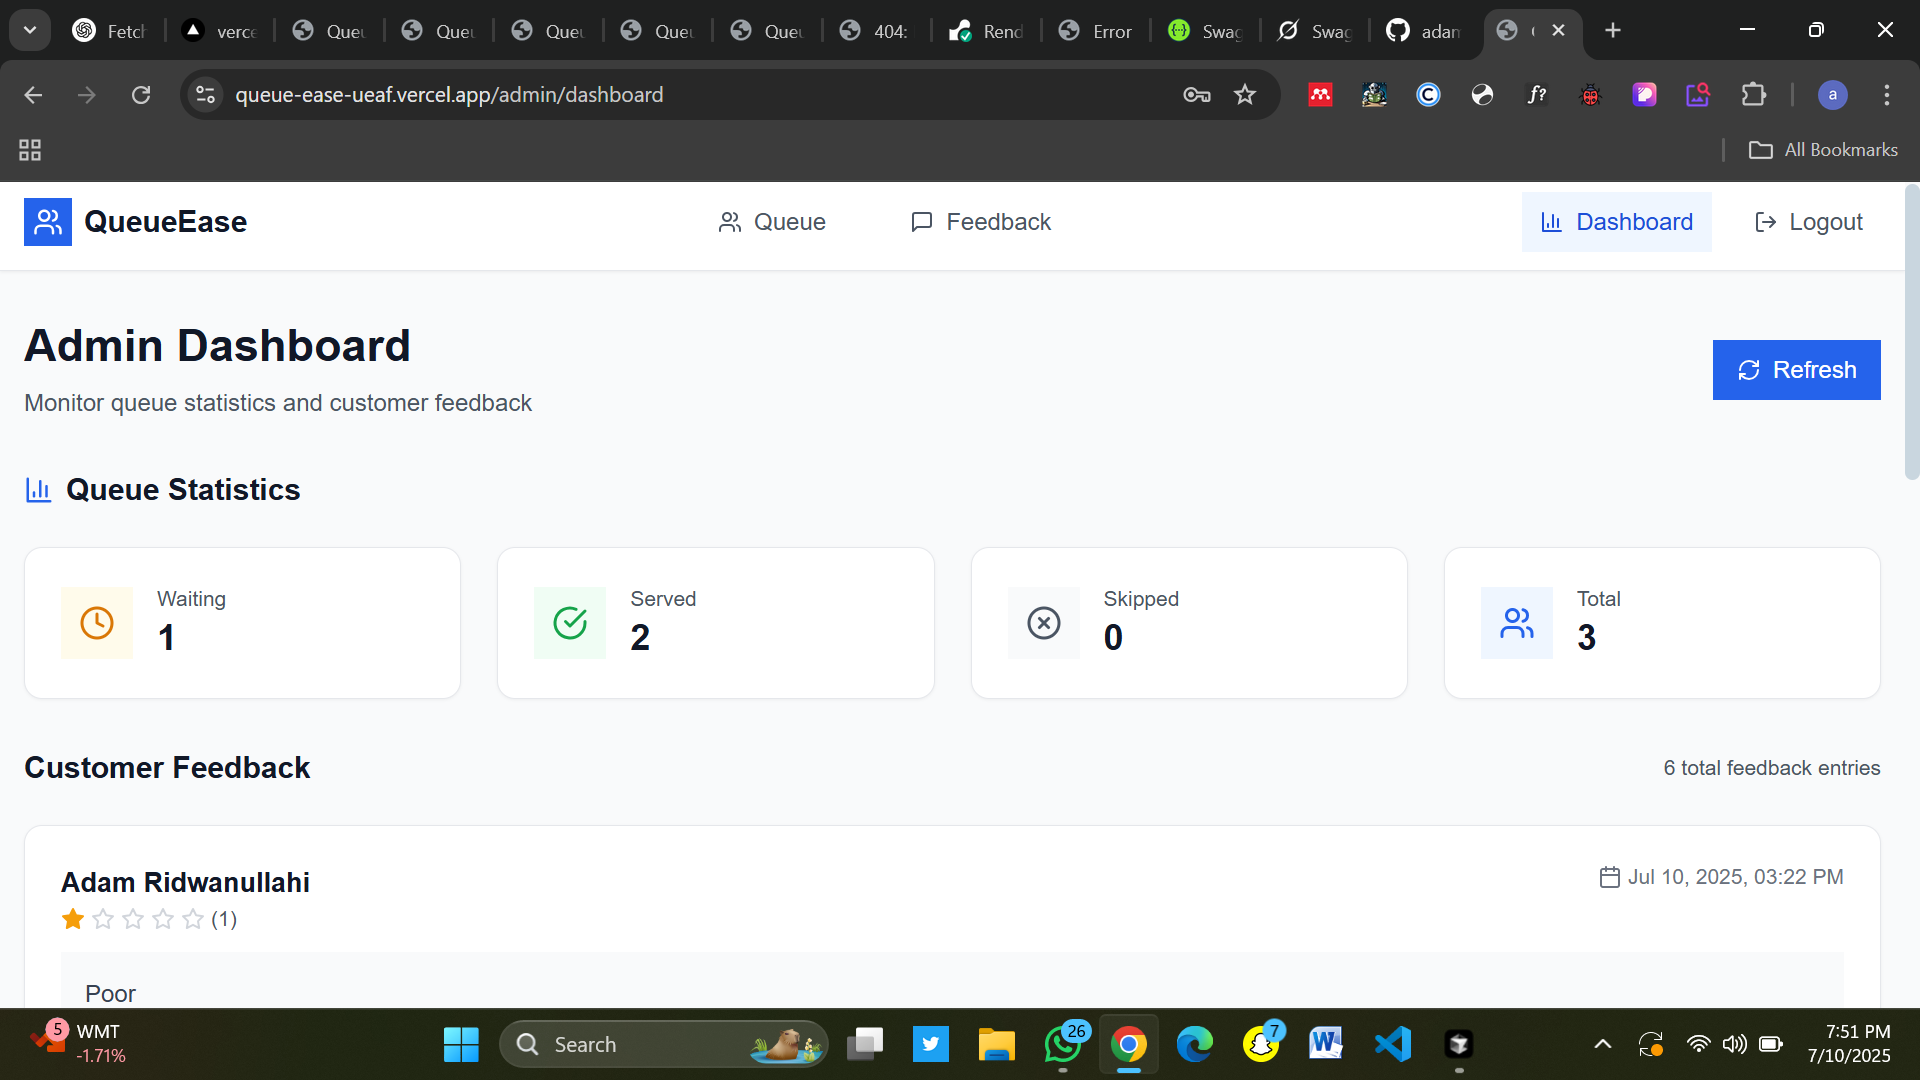 Fetch
verce
Queu
Queu
Queu
Queu
Queu
404:
Rend
Error
Swag
Swag
adam
queue-ease-ueaf.vercel.app/admin/dashboard
f?
a
All Bookmarks
QueueEase
Queue
Feedback
Dashboard
Logout
Admin Dashboard
Monitor queue statistics and customer feedback
Refresh
Queue Statistics
Waiting
1
Served
2
Skipped
0
Total
3
Customer Feedback
6 total feedback entries
Adam Ridwanullahi
Jul 10, 2025, 03:22 PM
(1)
Poor
5
WMT
-1.71%
Search
26
7
W
7:51 PM
7/10/2025